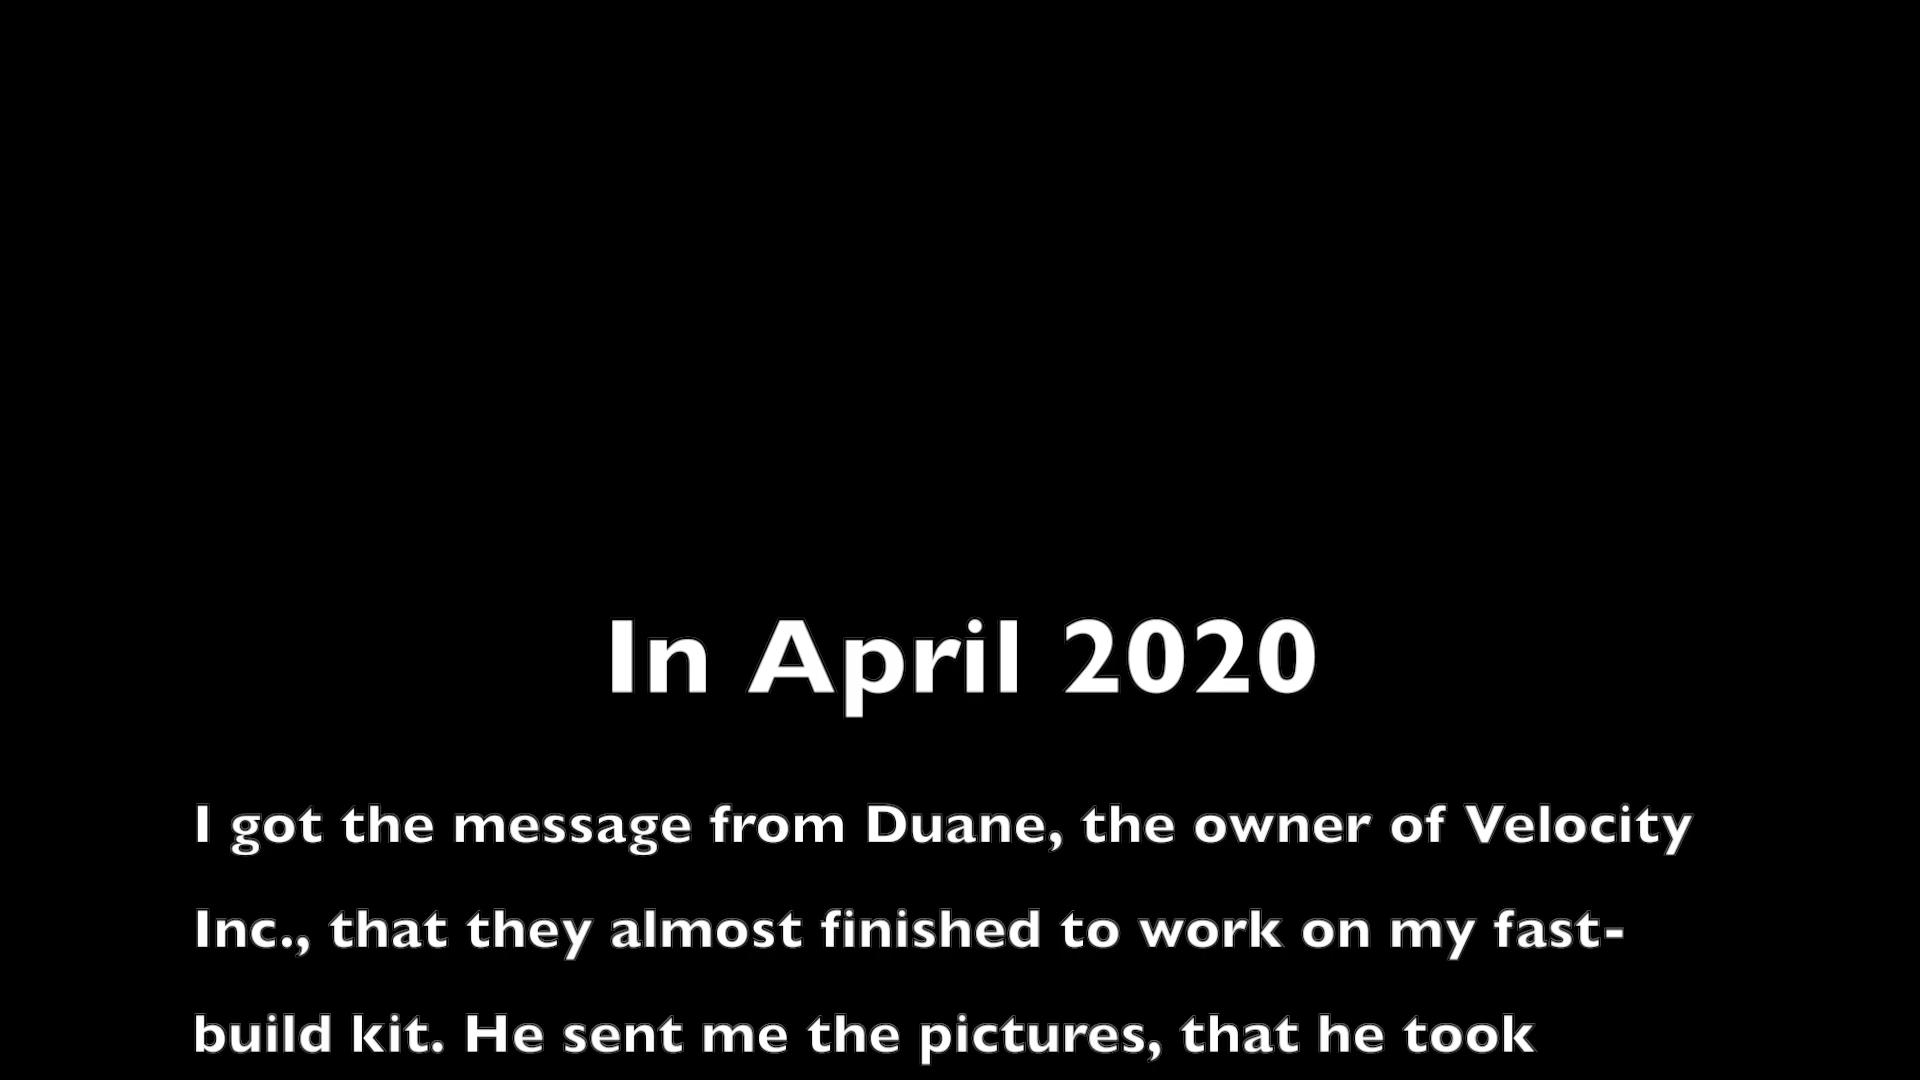 In April 2020
I got the message from Duane, the owner of Velocity
Inc., that they almost finished to work on my fast-
build kit. He sent me the pictures, that he took